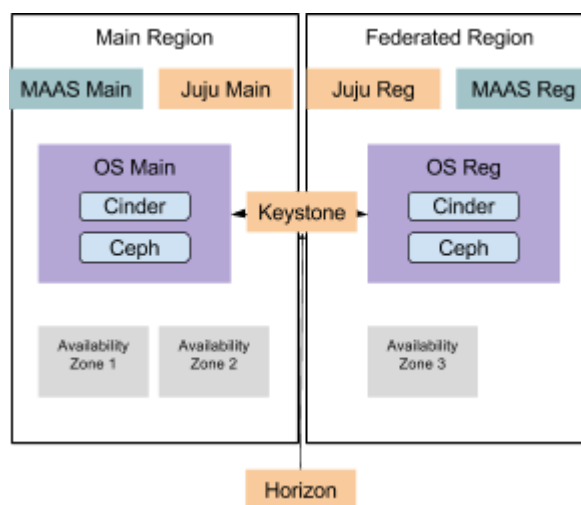 Main Region
Federated Region
MAAS Main
Juju Main
Juju Reg
MAAS Reg
OS Main
Cinder
Ceph
Keystone
OS Reg
Cinder
Ceph
Availability
Zone 1
Availability
Zone 2
Availability
Zone 3
Horizon